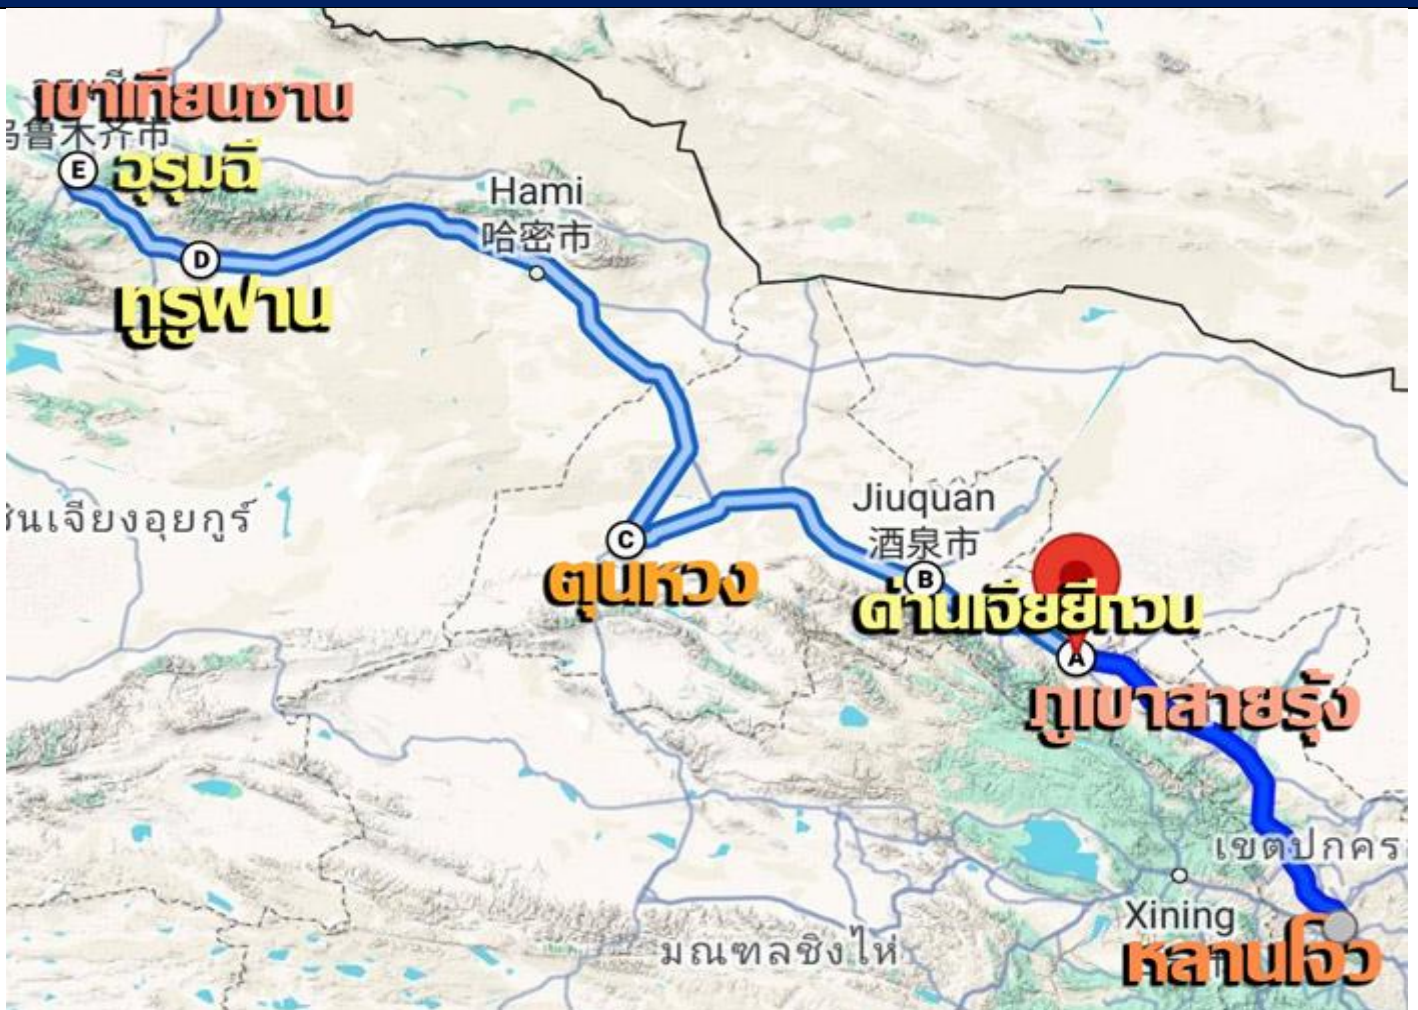 เขาเทียนซาน
鲁木齐市
E
อุรุมฉี
Hami
哈密市
D
ทูรูฟาน
Jiuquan
酒泉市
นเจียงอุยกูร์
C
B
ตุนหวง
ด่านเจียยี่กวน
A
ภูเขาสายรุ้ง
เขตปกคร
Xining
มณฑลชิงไห่
หลานโจว